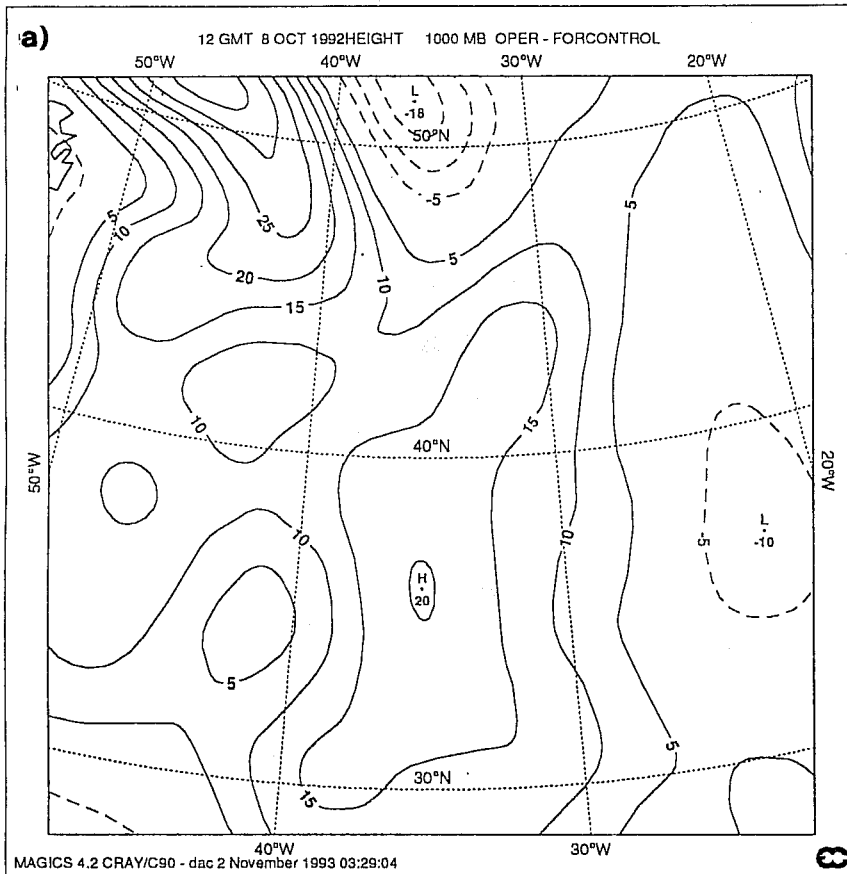 a)
12 GMT 8 OCT 1992HEIGHT 1000 MB OPER - FORCONTROL
50°W 40°W 30°W 20°W
L
-18
50°N
-5
5
5
10
25
20
15
10
5
10
15
40°N
50°W
20°W
10
10
L
-10
-5
H
20
5
5
30°N
15
40°W 30°W
MAGICS 4.2 CRAY/C90 - dac 2 November 1993 03:29:04